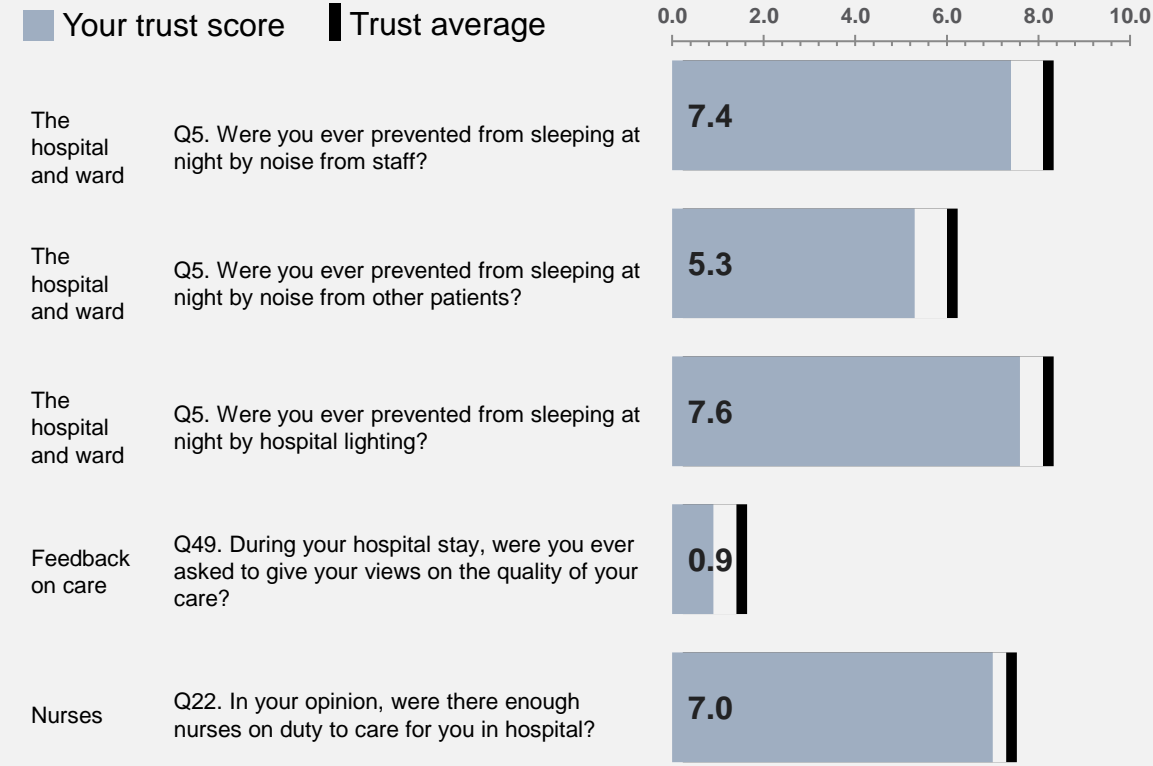 Your trust score Trust average
0.0 2.0 4.0 6.0 8.0 10.0
The
hospital
and ward
Q5. Were you ever prevented from sleeping at
night by noise from staff?
7.4
The
hospital
and ward
Q5. Were you ever prevented from sleeping at
night by noise from other patients?
5.3
The
hospital
and ward
Q5. Were you ever prevented from sleeping at
night by hospital lighting?
7.6
Feedback
on care
Q49. During your hospital stay, were you ever
asked to give your views on the quality of your
care?
0.9
Nurses
Q22. In your opinion, were there enough
nurses on duty to care for you in hospital?
7.0